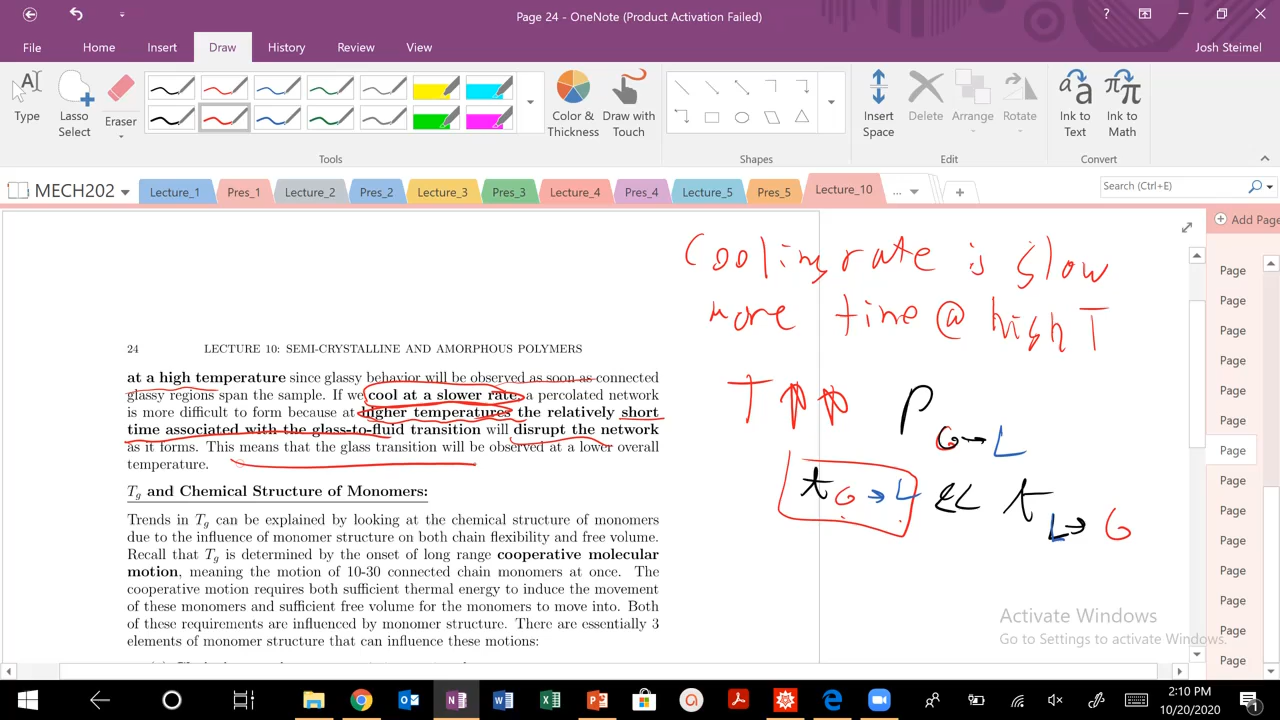 Page 24 - OneNote (Product Activation Failed)
File Home Insert Draw History Review View Josh Steimel
Type
Lasso Select
Eraser
Color & Thickness
Draw with Touch
Insert Space
Delete
Arrange
Rotate
Ink to Text
Ink to Math
Tools Shapes Edit Convert
MECH202 Lecture_1 Pres_1 Lecture_2 Pres_2 Lecture_3 Pres_3 Lecture_4 Pres_4 Lecture_5 Pres_5 Lecture_10 ... Search (Ctrl+E)
Add Page
Page
Page
Page
Page
Page
Page
Page
Page
Page
Page
Page
Page
Page
Page
Cooling rate is slow
more time @ high T
24 LECTURE 10: SEMI-CRYSTALLINE AND AMORPHOUS POLYMERS
at a high temperature since glassy behavior will be observed as soon as connected
glassy regions span the sample. If we cool at a slower rate, a percolated network
is more difficult to form because at higher temperatures the relatively short
time associated with the glass-to-fluid transition will disrupt the network
as it forms. This means that the glass transition will be observed at a lower overall
temperature.
T ↑↑ P G→L
t G→L << t L→G
Tg and Chemical Structure of Monomers:
Trends in Tg can be explained by looking at the chemical structure of monomers
due to the influence of monomer structure on both chain flexibility and free volume.
Recall that Tg is determined by the onset of long range cooperative molecular
motion, meaning the motion of 10-30 connected chain monomers at once. The
cooperative motion requires both sufficient thermal energy to induce the movement
of these monomers and sufficient free volume for the monomers to move into. Both
of these requirements are influenced by monomer structure. There are essentially 3
elements of monomer structure that can influence these motions:
Activate Windows
Go to Settings to activate Windows.
2:10 PM
10/20/2020